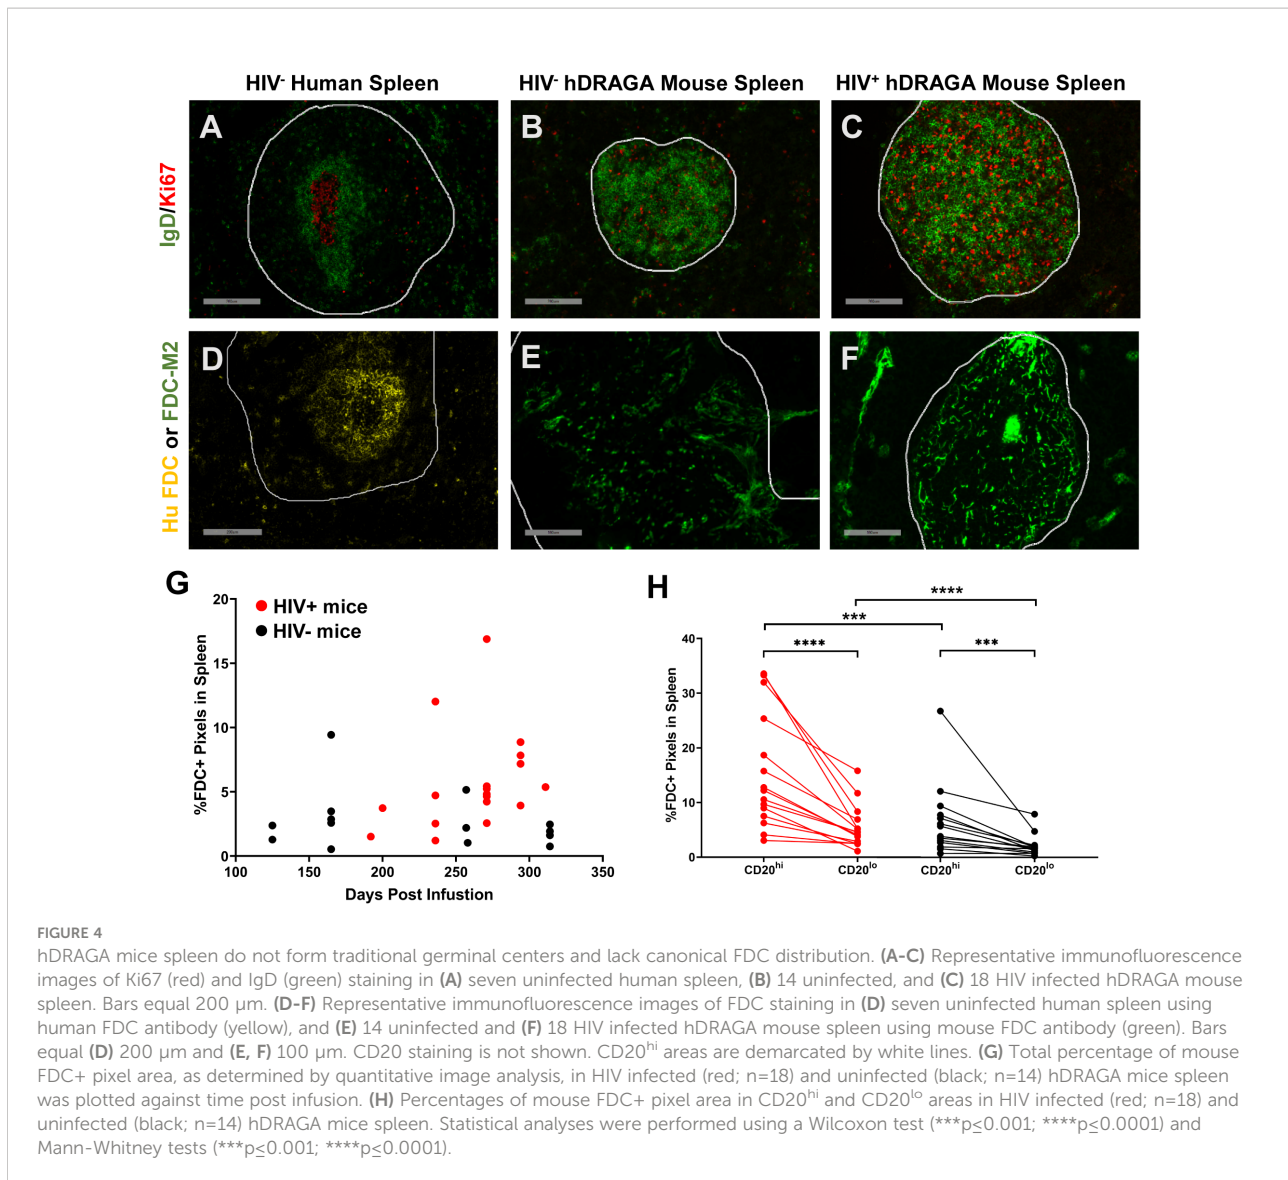 HIV- Human Spleen
HIV- hDRAGA Mouse Spleen
HIV+ hDRAGA Mouse Spleen
IgD/Ki67
A
B
C
Hu FDC or FDC-M2
D
E
F
G
HIV+ mice
HIV- mice
%FDC+ Pixels in Spleen
20
15
10
5
0
100
150
200
250
300
350
Days Post Infustion
H
****
***
****
***
%FDC+ Pixels in Spleen
40
30
20
10
0
CD20hi
CD20lo
CD20hi
CD20lo
FIGURE 4
hDRAGA mice spleen do not form traditional germinal centers and lack canonical FDC distribution. (A-C) Representative immunofluorescence
images of Ki67 (red) and IgD (green) staining in (A) seven uninfected human spleen, (B) 14 uninfected, and (C) 18 HIV infected hDRAGA mouse
spleen. Bars equal 200 µm. (D-F) Representative immunofluorescence images of FDC staining in (D) seven uninfected human spleen using
human FDC antibody (yellow), and (E) 14 uninfected and (F) 18 HIV infected hDRAGA mouse spleen using mouse FDC antibody (green). Bars
equal (D) 200 µm and (E, F) 100 µm. CD20 staining is not shown. CD20hi areas are demarcated by white lines. (G) Total percentage of mouse
FDC+ pixel area, as determined by quantitative image analysis, in HIV infected (red; n=18) and uninfected (black; n=14) hDRAGA mice spleen
was plotted against time post infusion. (H) Percentages of mouse FDC+ pixel area in CD20hi and CD20lo areas in HIV infected (red; n=18) and
uninfected (black; n=14) hDRAGA mice spleen. Statistical analyses were performed using a Wilcoxon test (***p≤0.001; ****p≤0.0001) and
Mann-Whitney tests (***p≤0.001; ****p≤0.0001).